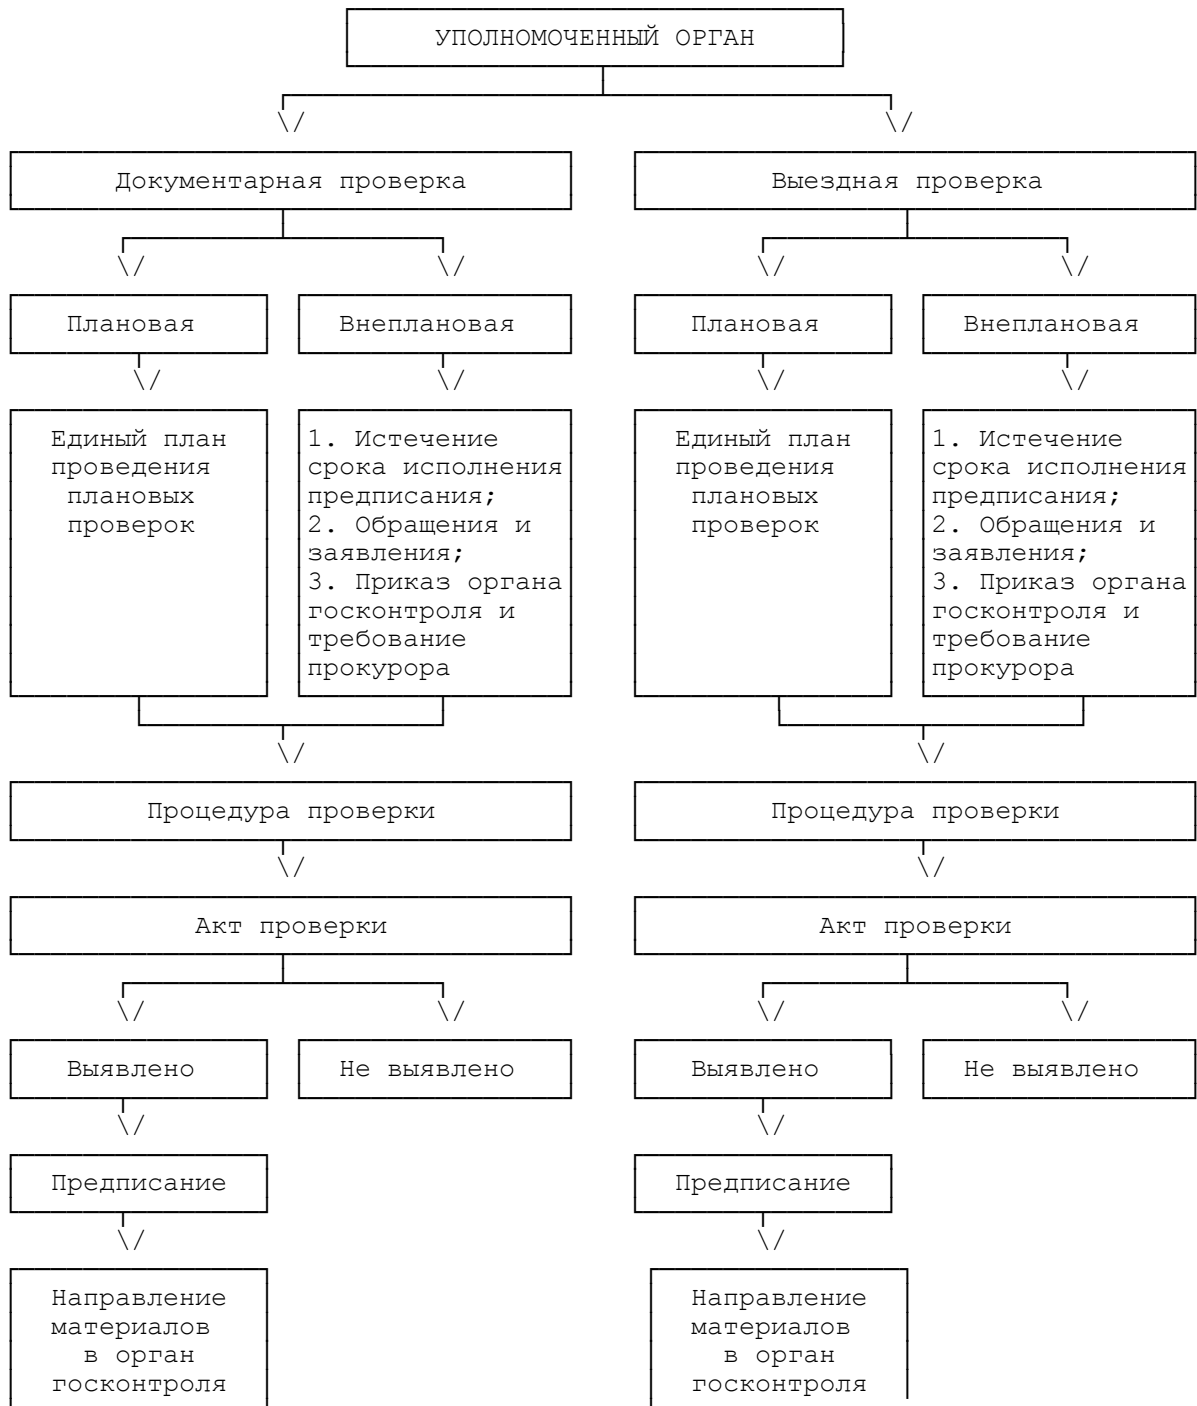 УПОЛНОМОЧЕННЫЙ ОРГАН
Документарная проверка
Выездная проверка
Плановая
Внеплановая
Плановая
Внеплановая
Единый план
проведения
плановых
проверок
1. Истечение
срока исполнения
предписания;
2. Обращения и
заявления;
3. Приказ органа
госконтроля и
требование
прокурора
Единый план
проведения
плановых
проверок
1. Истечение
срока исполнения
предписания;
2. Обращения и
заявления;
3. Приказ органа
госконтроля и
требование
прокурора
Процедура проверки
Процедура проверки
Акт проверки
Акт проверки
Выявлено
Не выявлено
Выявлено
Не выявлено
Предписание
Предписание
Направление
материалов
в орган
госконтроля
Направление
материалов
в орган
госконтроля